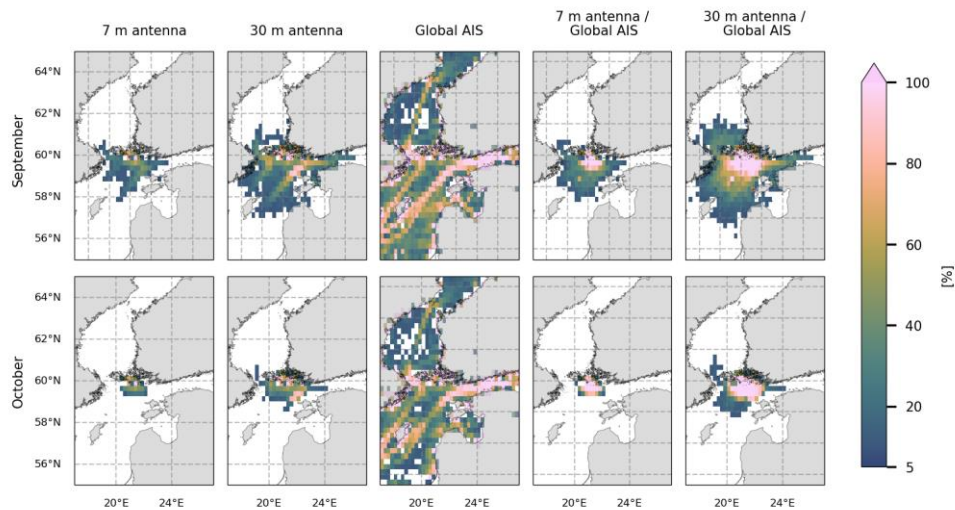 7 m antenna
30 m antenna
Global AIS
7 m antenna /
Global AIS
30 m antenna /
Global AIS
64°N
62°N
60°N
58°N
56°N
September
64°N
62°N
60°N
58°N
56°N
October
20°E 24°E
20°E 24°E
20°E 24°E
20°E 24°E
20°E 24°E
100
80
60
40
20
5
[%]